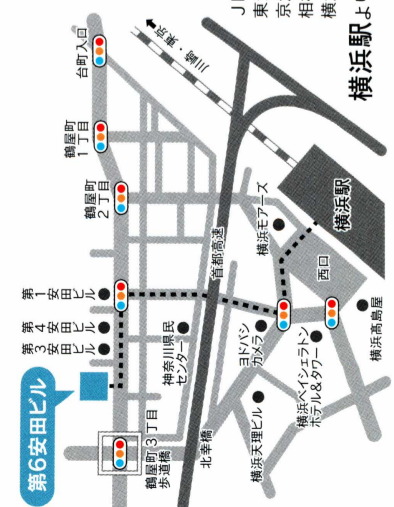 第6安田ビル
第3
安田
ビル
第4
安田
ビル
第1
安田
ビル
鶴屋町
2丁目
鶴屋町
1丁目
台町入口
川崎・東京
鶴屋町3丁目
歩道橋
神奈川県民
センター
首都高速
北幸橋
ヨドバシ
カメラ
横浜モアーズ
横浜天理ビル
横浜ベイシェラトン
ホテル&タワー
西口
横浜駅
横浜髙島屋
J
東
京
相
横
横浜駅より